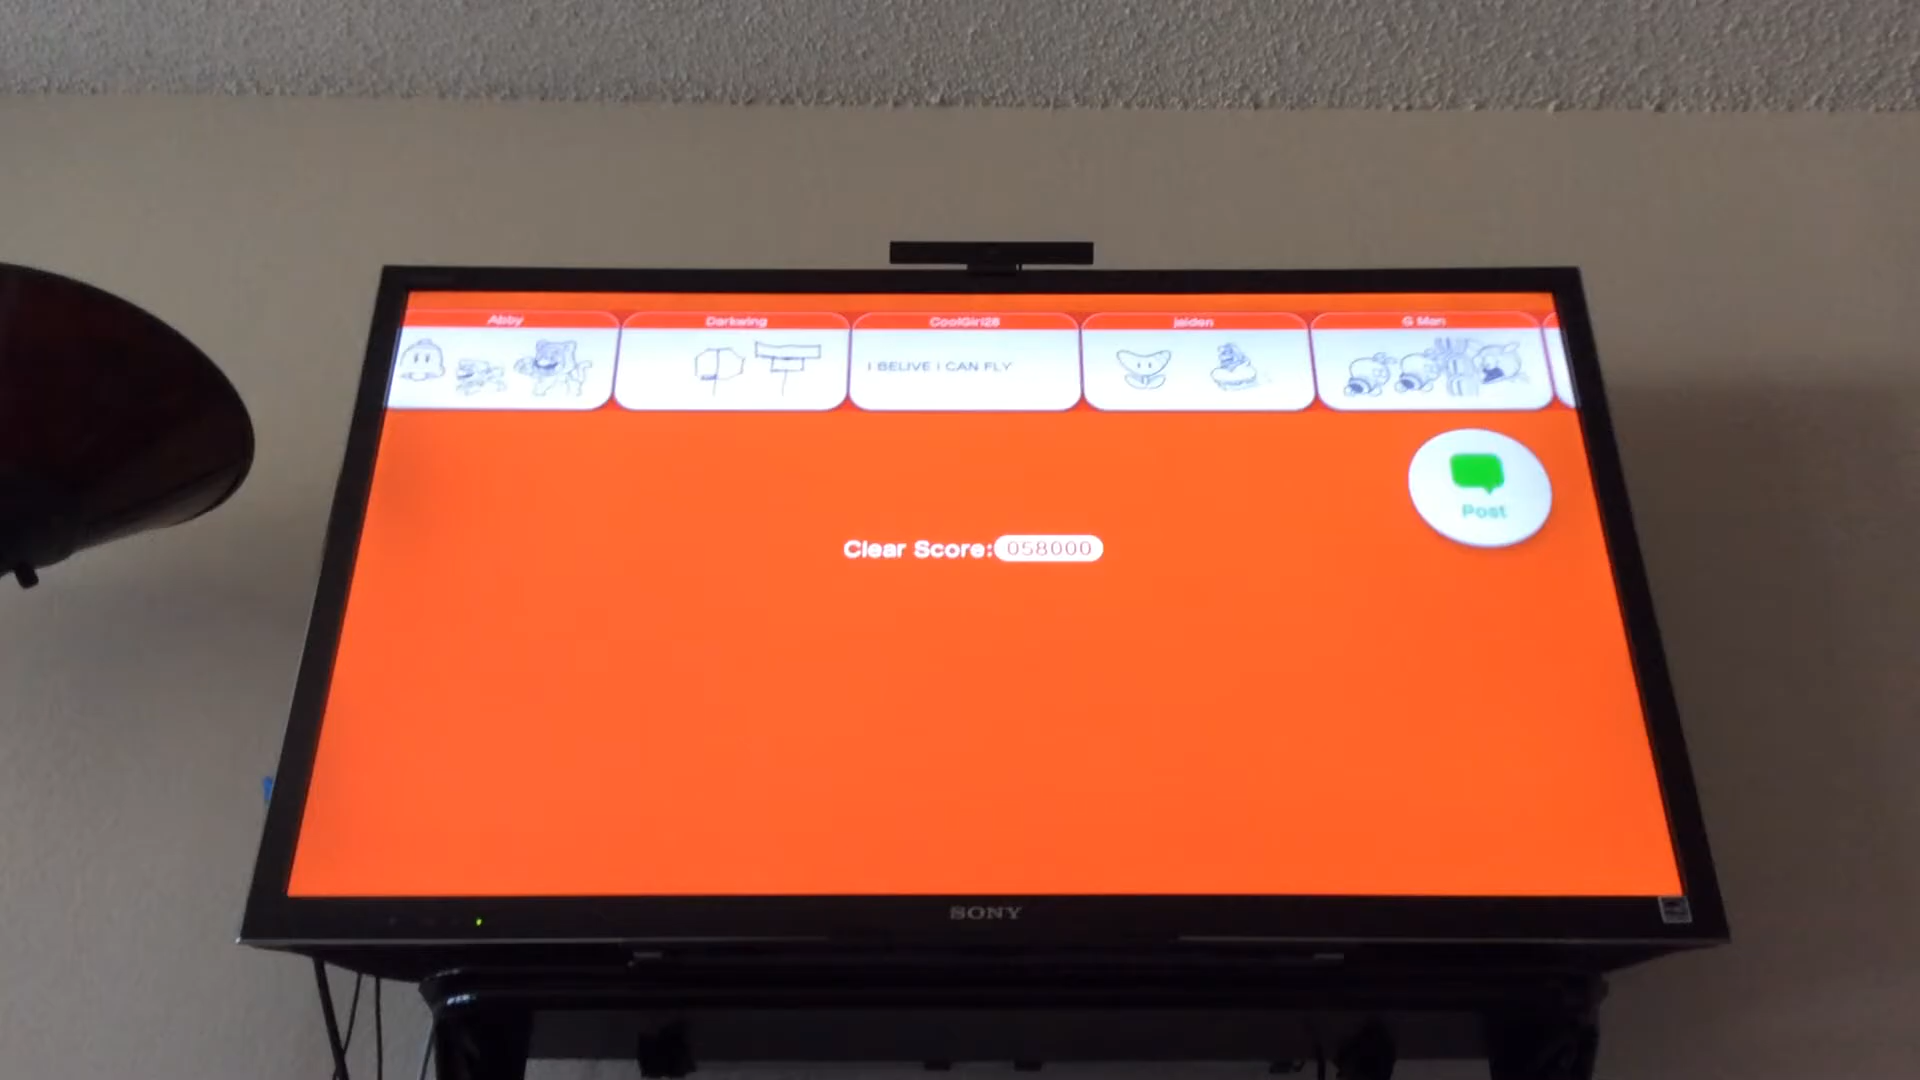 Abby
Darkwing
CoolGirl28
jaiden
G Man
I BELIVE i CAN FLY
Post
Clear Score: 058000
SONY